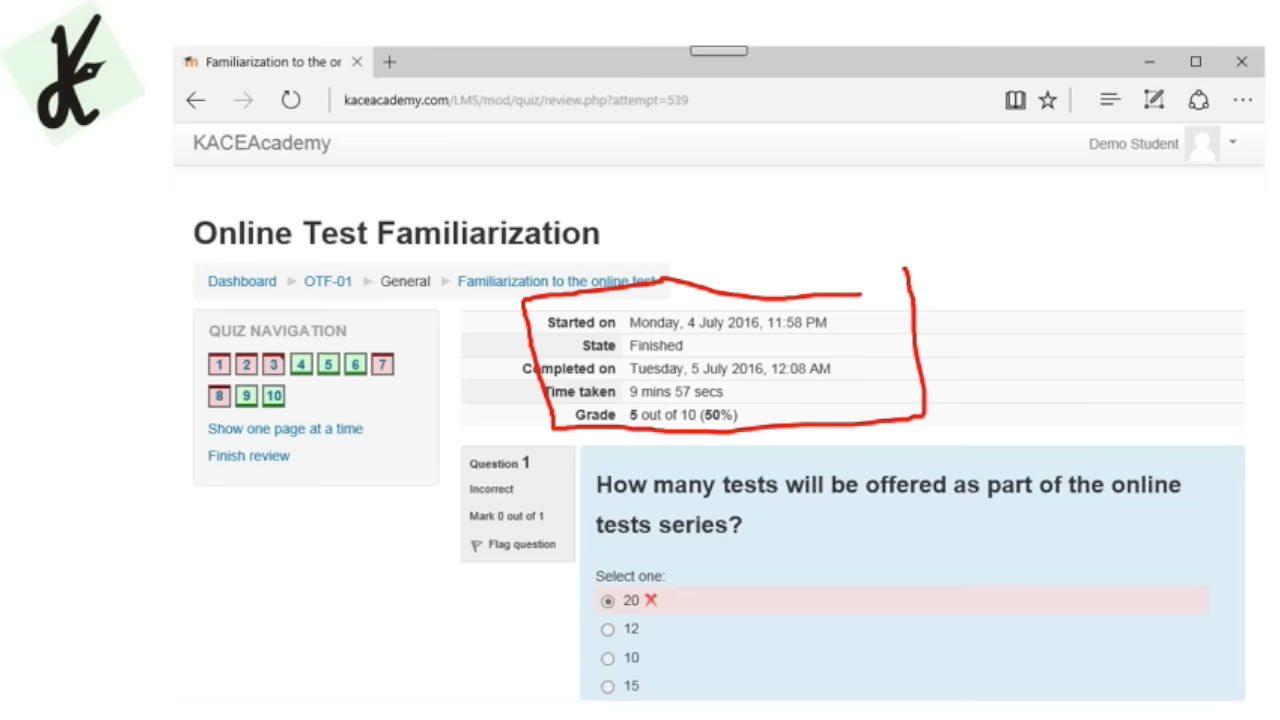 Familiarization to the or
kaceacademy.com/LMS/mod/quiz/review.php?attempt=539
KACEAcademy
Demo Student
Online Test Familiarization
Dashboard OTF-01 General Familiarization to the online test
QUIZ NAVIGATION
1 2 3 4 5 6 7
8 9 10
Show one page at a time
Finish review
Started on Monday, 4 July 2016, 11:58 PM
State Finished
Completed on Tuesday, 5 July 2016, 12:08 AM
Time taken 9 mins 57 secs
Grade 5 out of 10 (50%)
Question 1
Incorrect
Mark 0 out of 1
Flag question
How many tests will be offered as part of the online
tests series?
Select one:
20
12
10
15